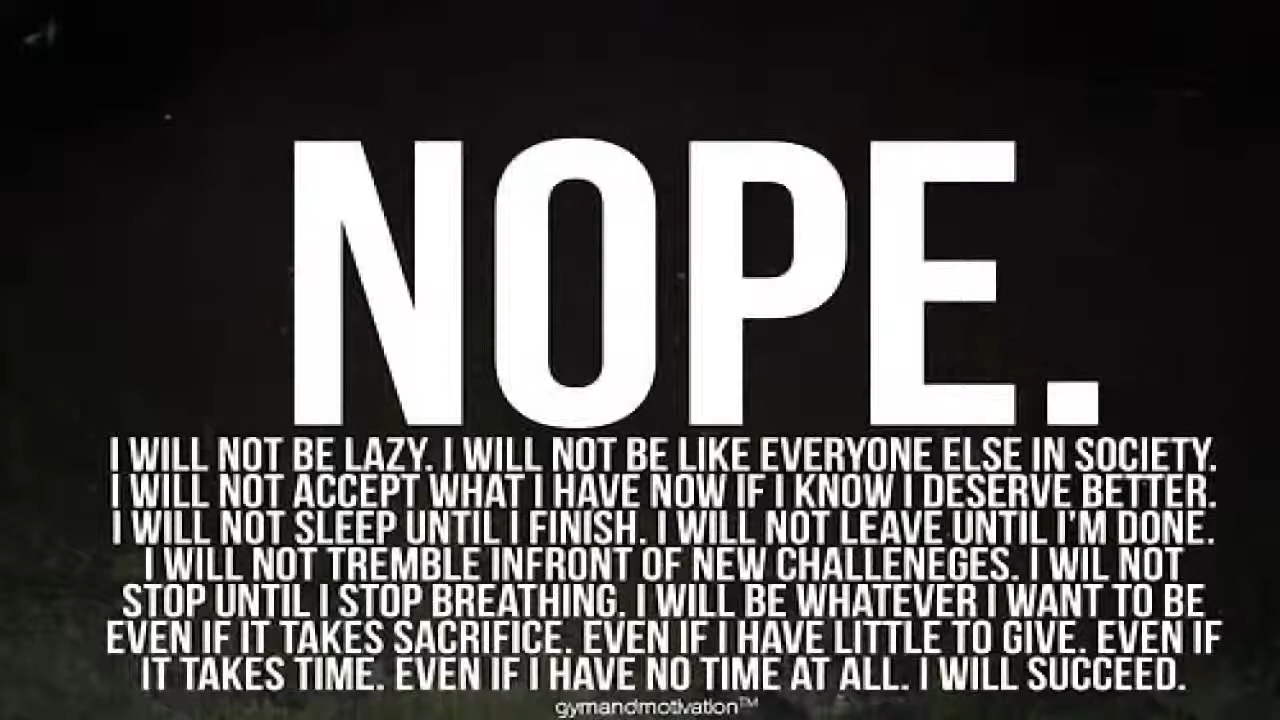 NOPE.
I WILL NOT BE LAZY. I WILL NOT BE LIKE EVERYONE ELSE IN SOCIETY.
I WILL NOT ACCEPT WHAT I HAVE NOW IF I KNOW I DESERVE BETTER.
I WILL NOT SLEEP UNTIL I FINISH. I WILL NOT LEAVE UNTIL I'M DONE.
I WILL NOT TREMBLE INFRONT OF NEW CHALLENEGES. I WIL NOT
STOP UNTIL I STOP BREATHING. I WILL BE WHATEVER I WANT TO BE
EVEN IF IT TAKES SACRIFICE. EVEN IF I HAVE LITTLE TO GIVE. EVEN IF
IT TAKES TIME. EVEN IF I HAVE NO TIME AT ALL. I WILL SUCCEED.
gymandmotivation™